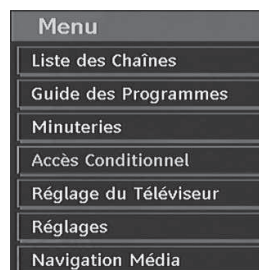 Menu
Liste des Chaînes
Guide des Programmes
Minuteries
Accès Conditionnel
Réglage du Téléviseur
Réglages
Navigation Média